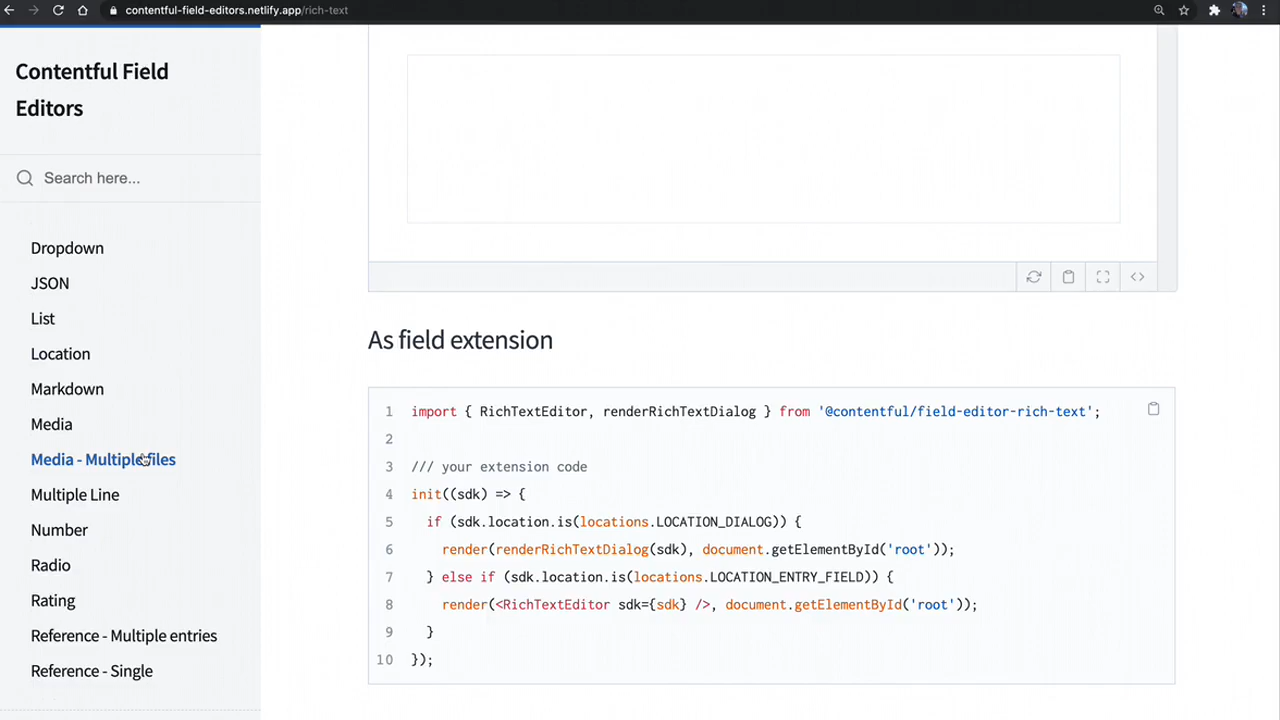 contentful-field-editors.netlify.app/rich-text
Contentful Field
Editors
Search here...
Dropdown
JSON
List
Location
Markdown
Media
Media - Multiple files
Multiple Line
Number
Radio
Rating
Reference - Multiple entries
Reference - Single
As field extension
1 import { RichTextEditor, renderRichTextDialog } from '@contentful/field-editor-rich-text';
2
3 /// your extension code
4 init((sdk) => {
5 if (sdk.location.is(locations.LOCATION_DIALOG)) {
6 render(renderRichTextDialog(sdk), document.getElementById('root'));
7 } else if (sdk.location.is(locations.LOCATION_ENTRY_FIELD)) {
8 render(<RichTextEditor sdk={sdk} />, document.getElementById('root'));
9 }
10 });